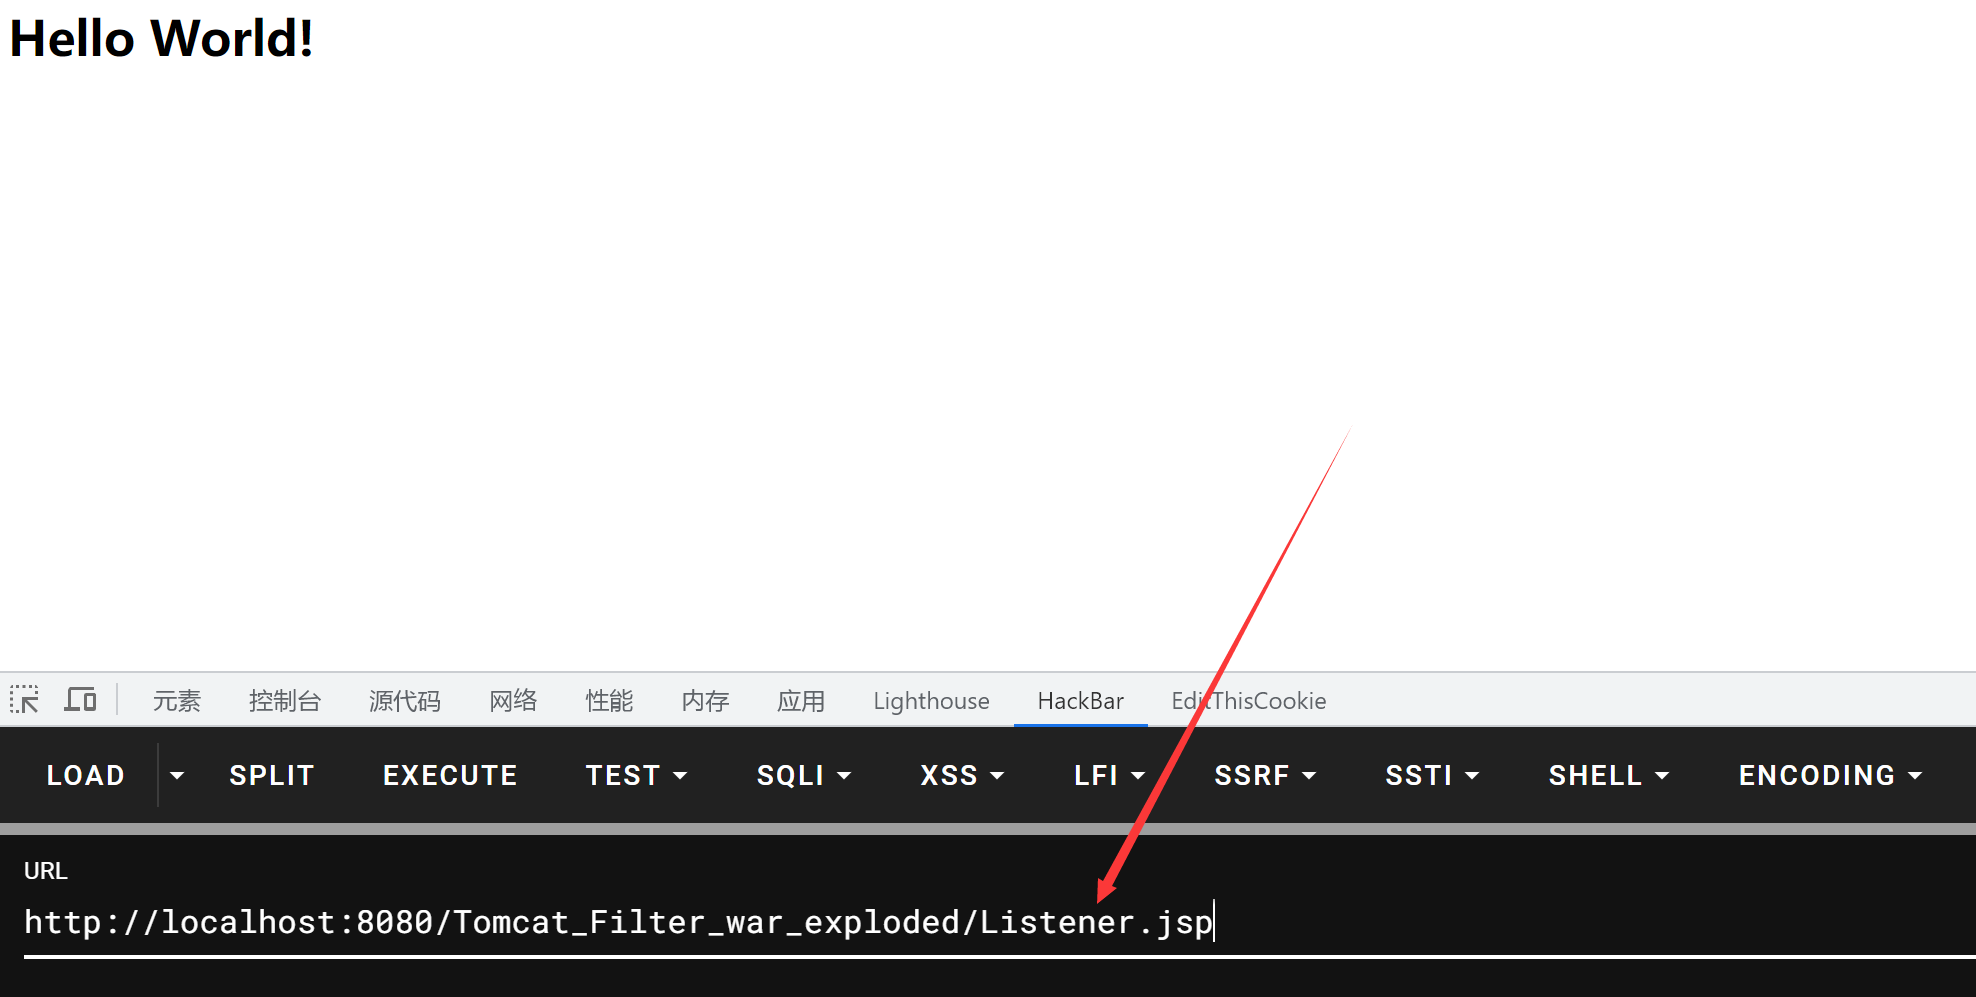 Hello World!
元素 控制台 源代码 网络 性能 内存 应用 Lighthouse HackBar EditThisCookie
LOAD SPLIT EXECUTE TEST SQLI XSS LFI SSRF SSTI SHELL ENCODING
URL
http://localhost:8080/Tomcat_Filter_war_exploded/Listener.jsp